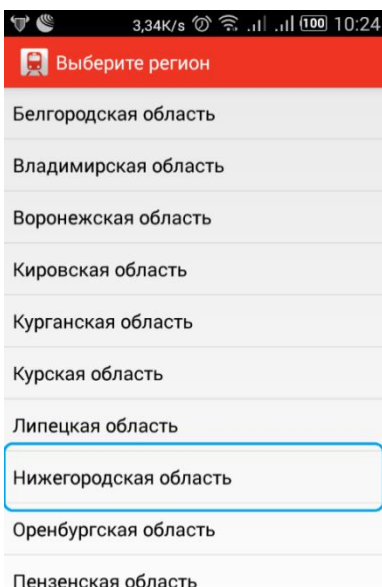 3,34K/s 100 10:24
Выберите регион
Белгородская область
Владимирская область
Воронежская область
Кировская область
Курганская область
Курская область
Липецкая область
Нижегородская область
Оренбургская область
Пензенская область